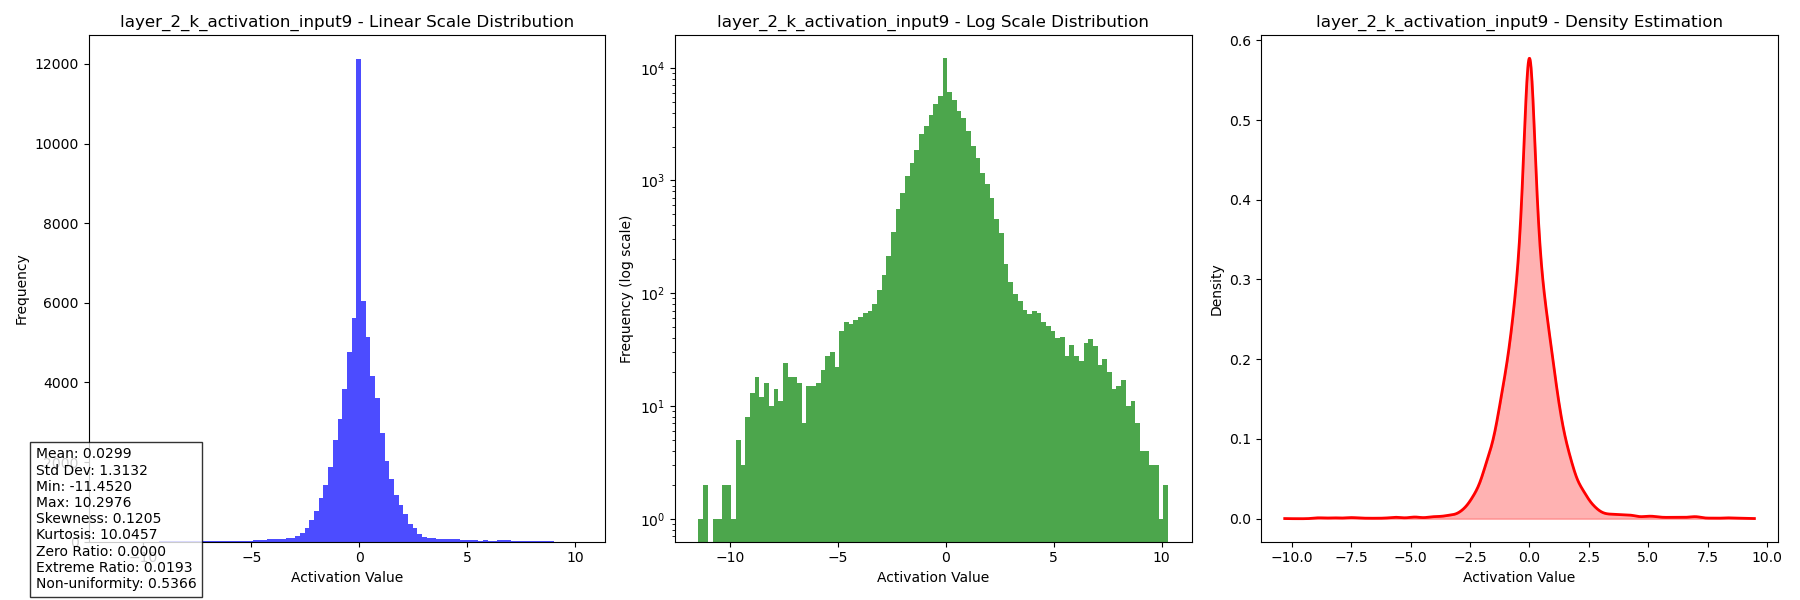 layer_2_k_activation_input9 - Linear Scale Distribution
12000
10000
8000
6000
4000
Frequency
−5
0
5
10
Activation Value
Mean: 0.0299
Std Dev: 1.3132
Min: -11.4520
Max: 10.2976
Skewness: 0.1205
Kurtosis: 10.0457
Zero Ratio: 0.0000
Extreme Ratio: 0.0193
Non-uniformity: 0.5366
layer_2_k_activation_input9 - Log Scale Distribution
10⁴
10³
10²
10¹
10⁰
Frequency (log scale)
−10
−5
0
5
10
Activation Value
layer_2_k_activation_input9 - Density Estimation
0.6
0.5
0.4
0.3
0.2
0.1
0.0
Density
−10.0
−7.5
−5.0
−2.5
0.0
2.5
5.0
7.5
10.0
Activation Value